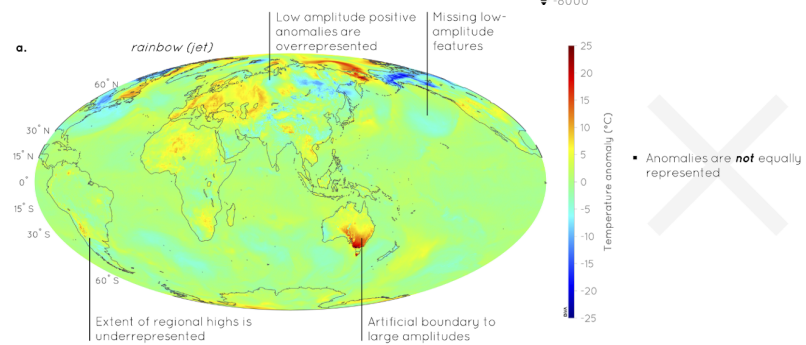 -6000
Low amplitude positive
anomalies are
overrepresented
Missing low-
amplitude
features
a.
rainbow (jet)
60° N
30° N
15° N
0°
15° S
30° S
60° S
25
20
15
10
5
0
-5
-10
-15
-20
-25
Temperature anomaly (°C)
Anomalies are not equally
represented
Extent of regional highs is
underrepresented
Artificial boundary to
large amplitudes